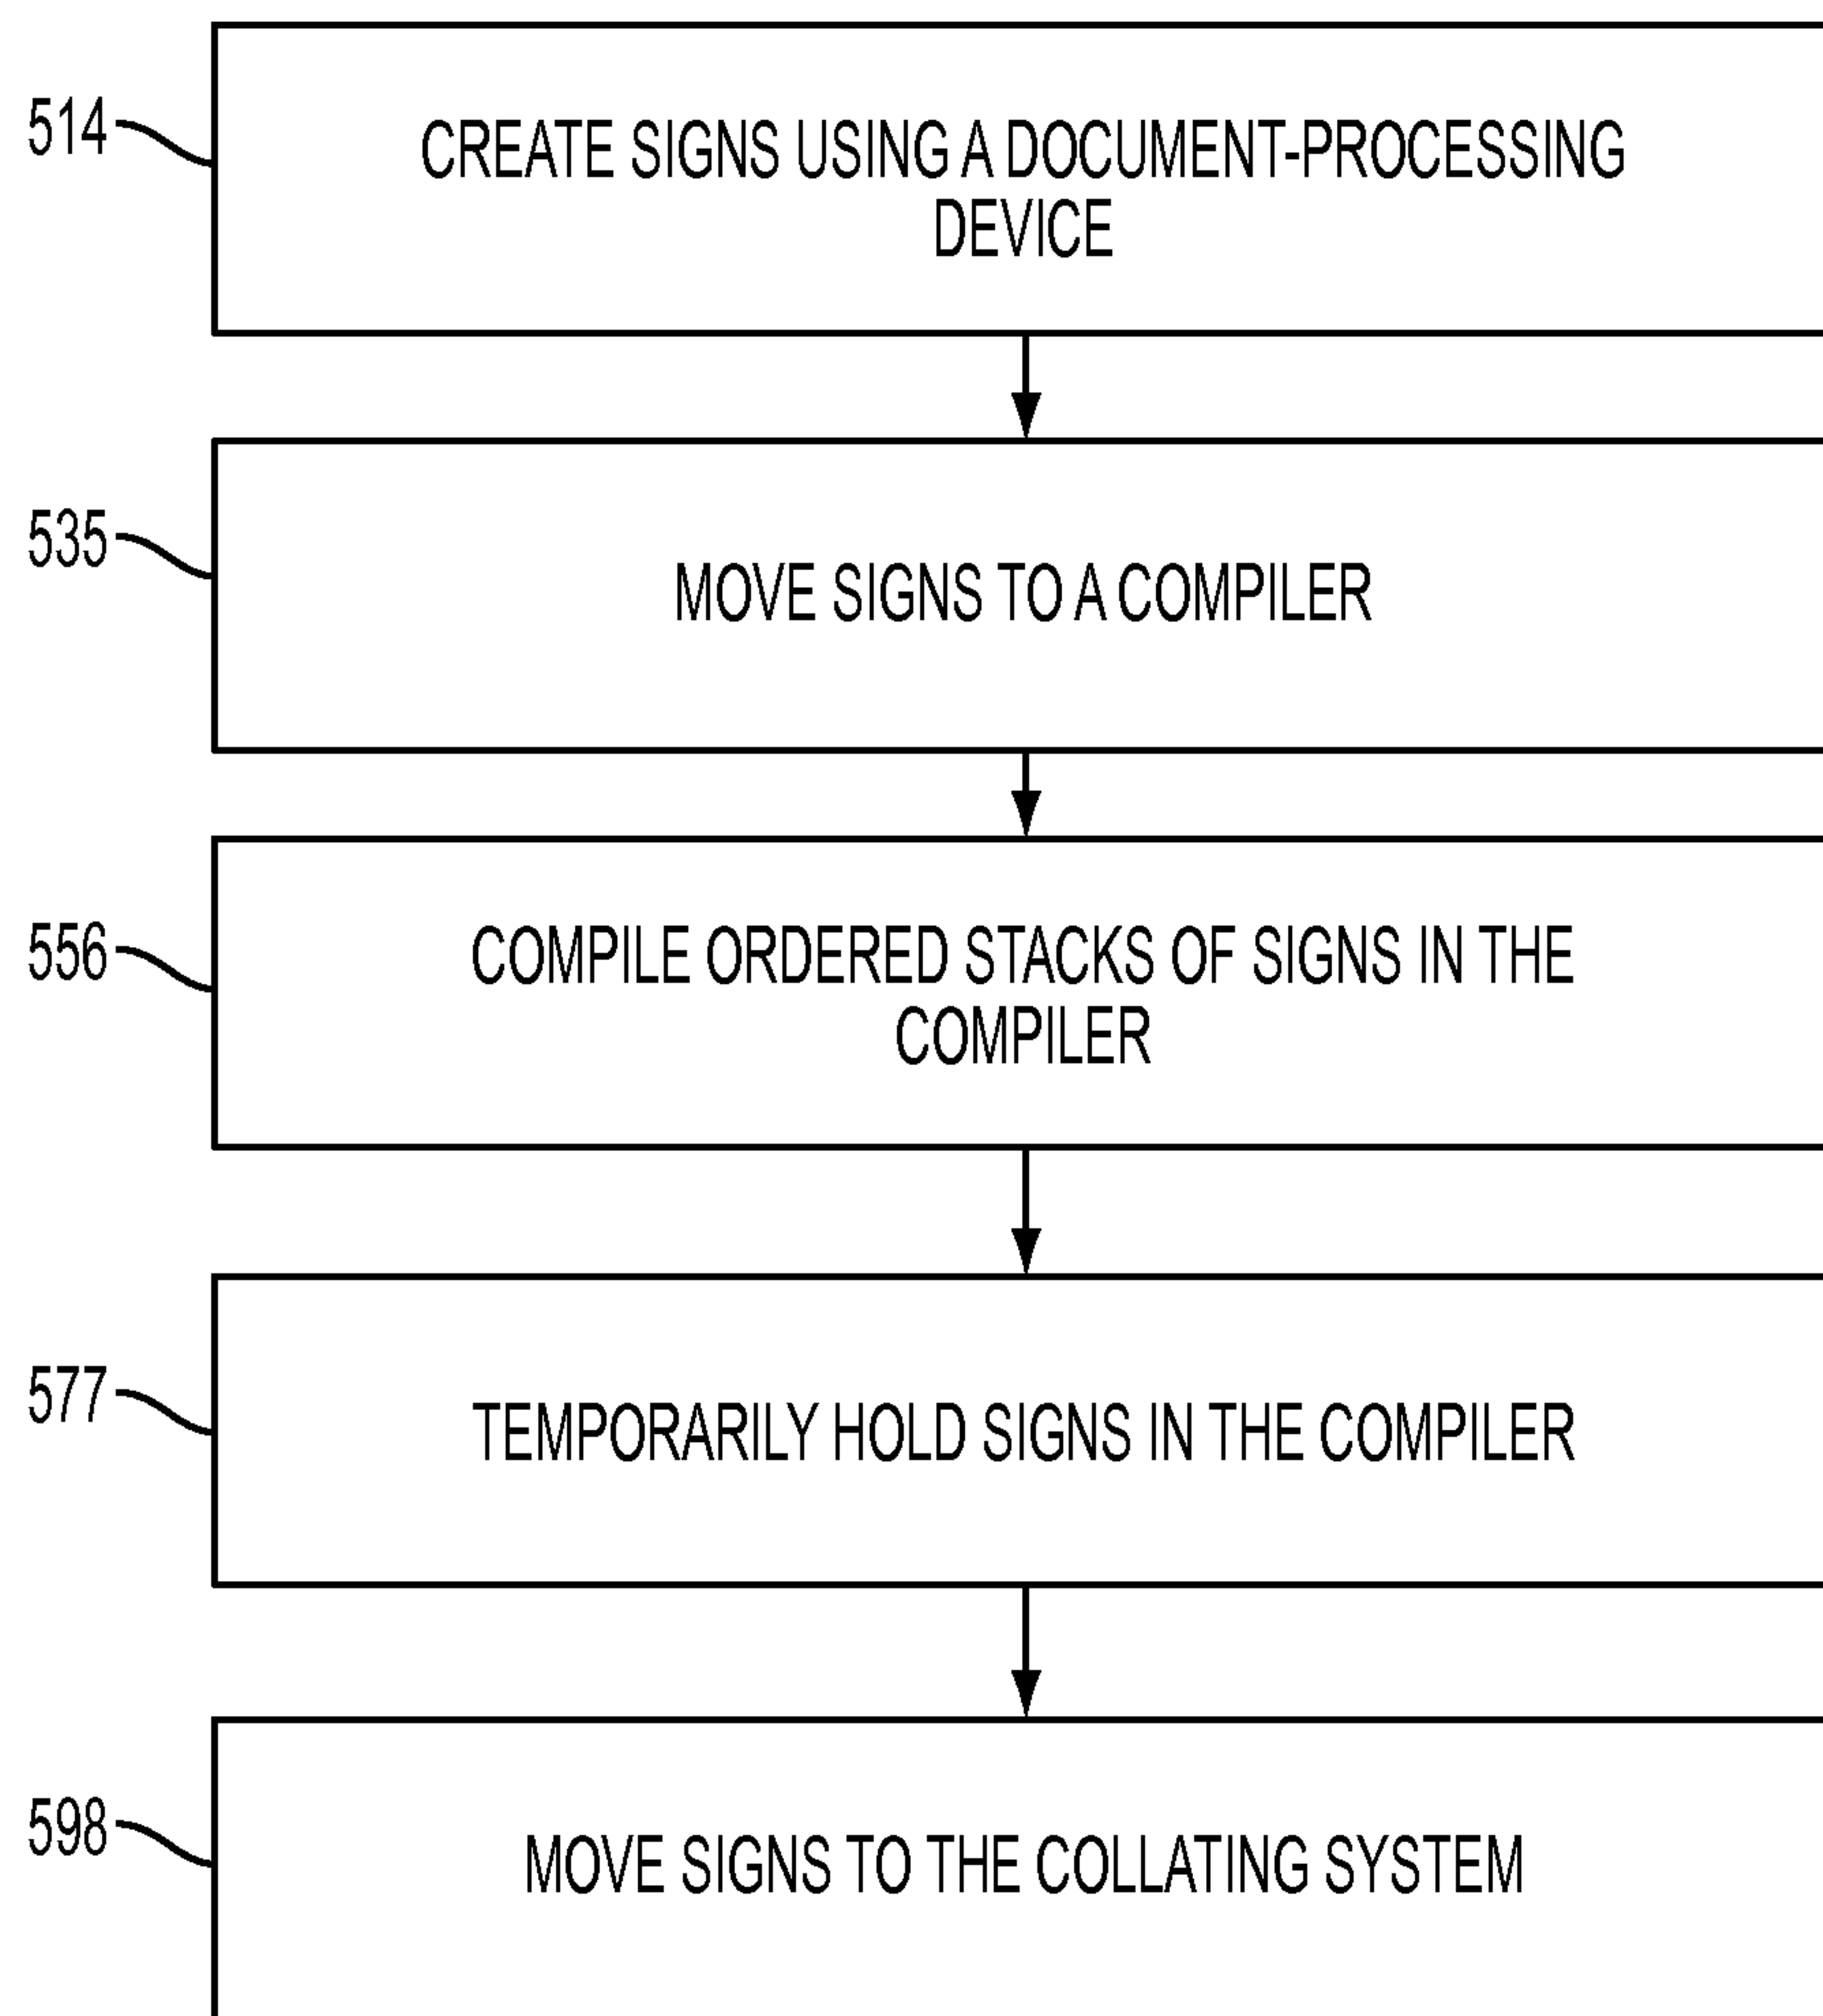 514
CREATE SIGNS USING A DOCUMENT-PROCESSING
DEVICE
535
MOVE SIGNS TO A COMPILER
556
COMPILE ORDERED STACKS OF SIGNS IN THE
COMPILER
577
TEMPORARILY HOLD SIGNS IN THE COMPILER
598
MOVE SIGNS TO THE COLLATING SYSTEM